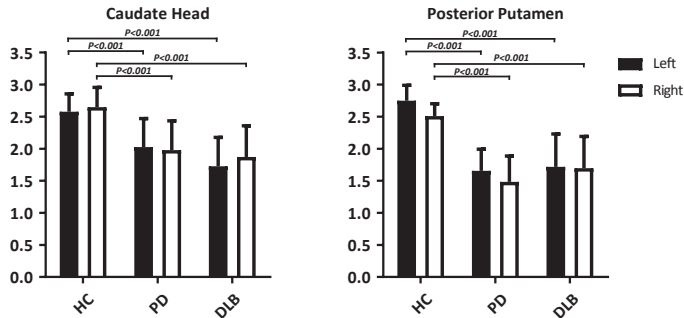 Caudate Head
P<0.001
P<0.001
P<0.001
P<0.001
3.5
3.0
2.5
2.0
1.5
1.0
0.5
0.0
HC
PD
DLB
Posterior Putamen
P<0.001
P<0.001
P<0.001
P<0.001
3.5
3.0
2.5
2.0
1.5
1.0
0.5
0.0
HC
PD
DLB
Left
Right